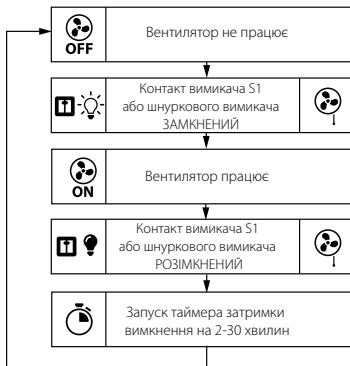 OFF
Вентилятор не працює
Контакт вимикача S1
або шнуркового вимикача
ЗАМКНЕНИЙ
ON
Вентилятор працює
Контакт вимикача S1
або шнуркового вимикача
РОЗІМКНЕНИЙ
Запуск таймера затримки
вимкнення на 2-30 хвилин